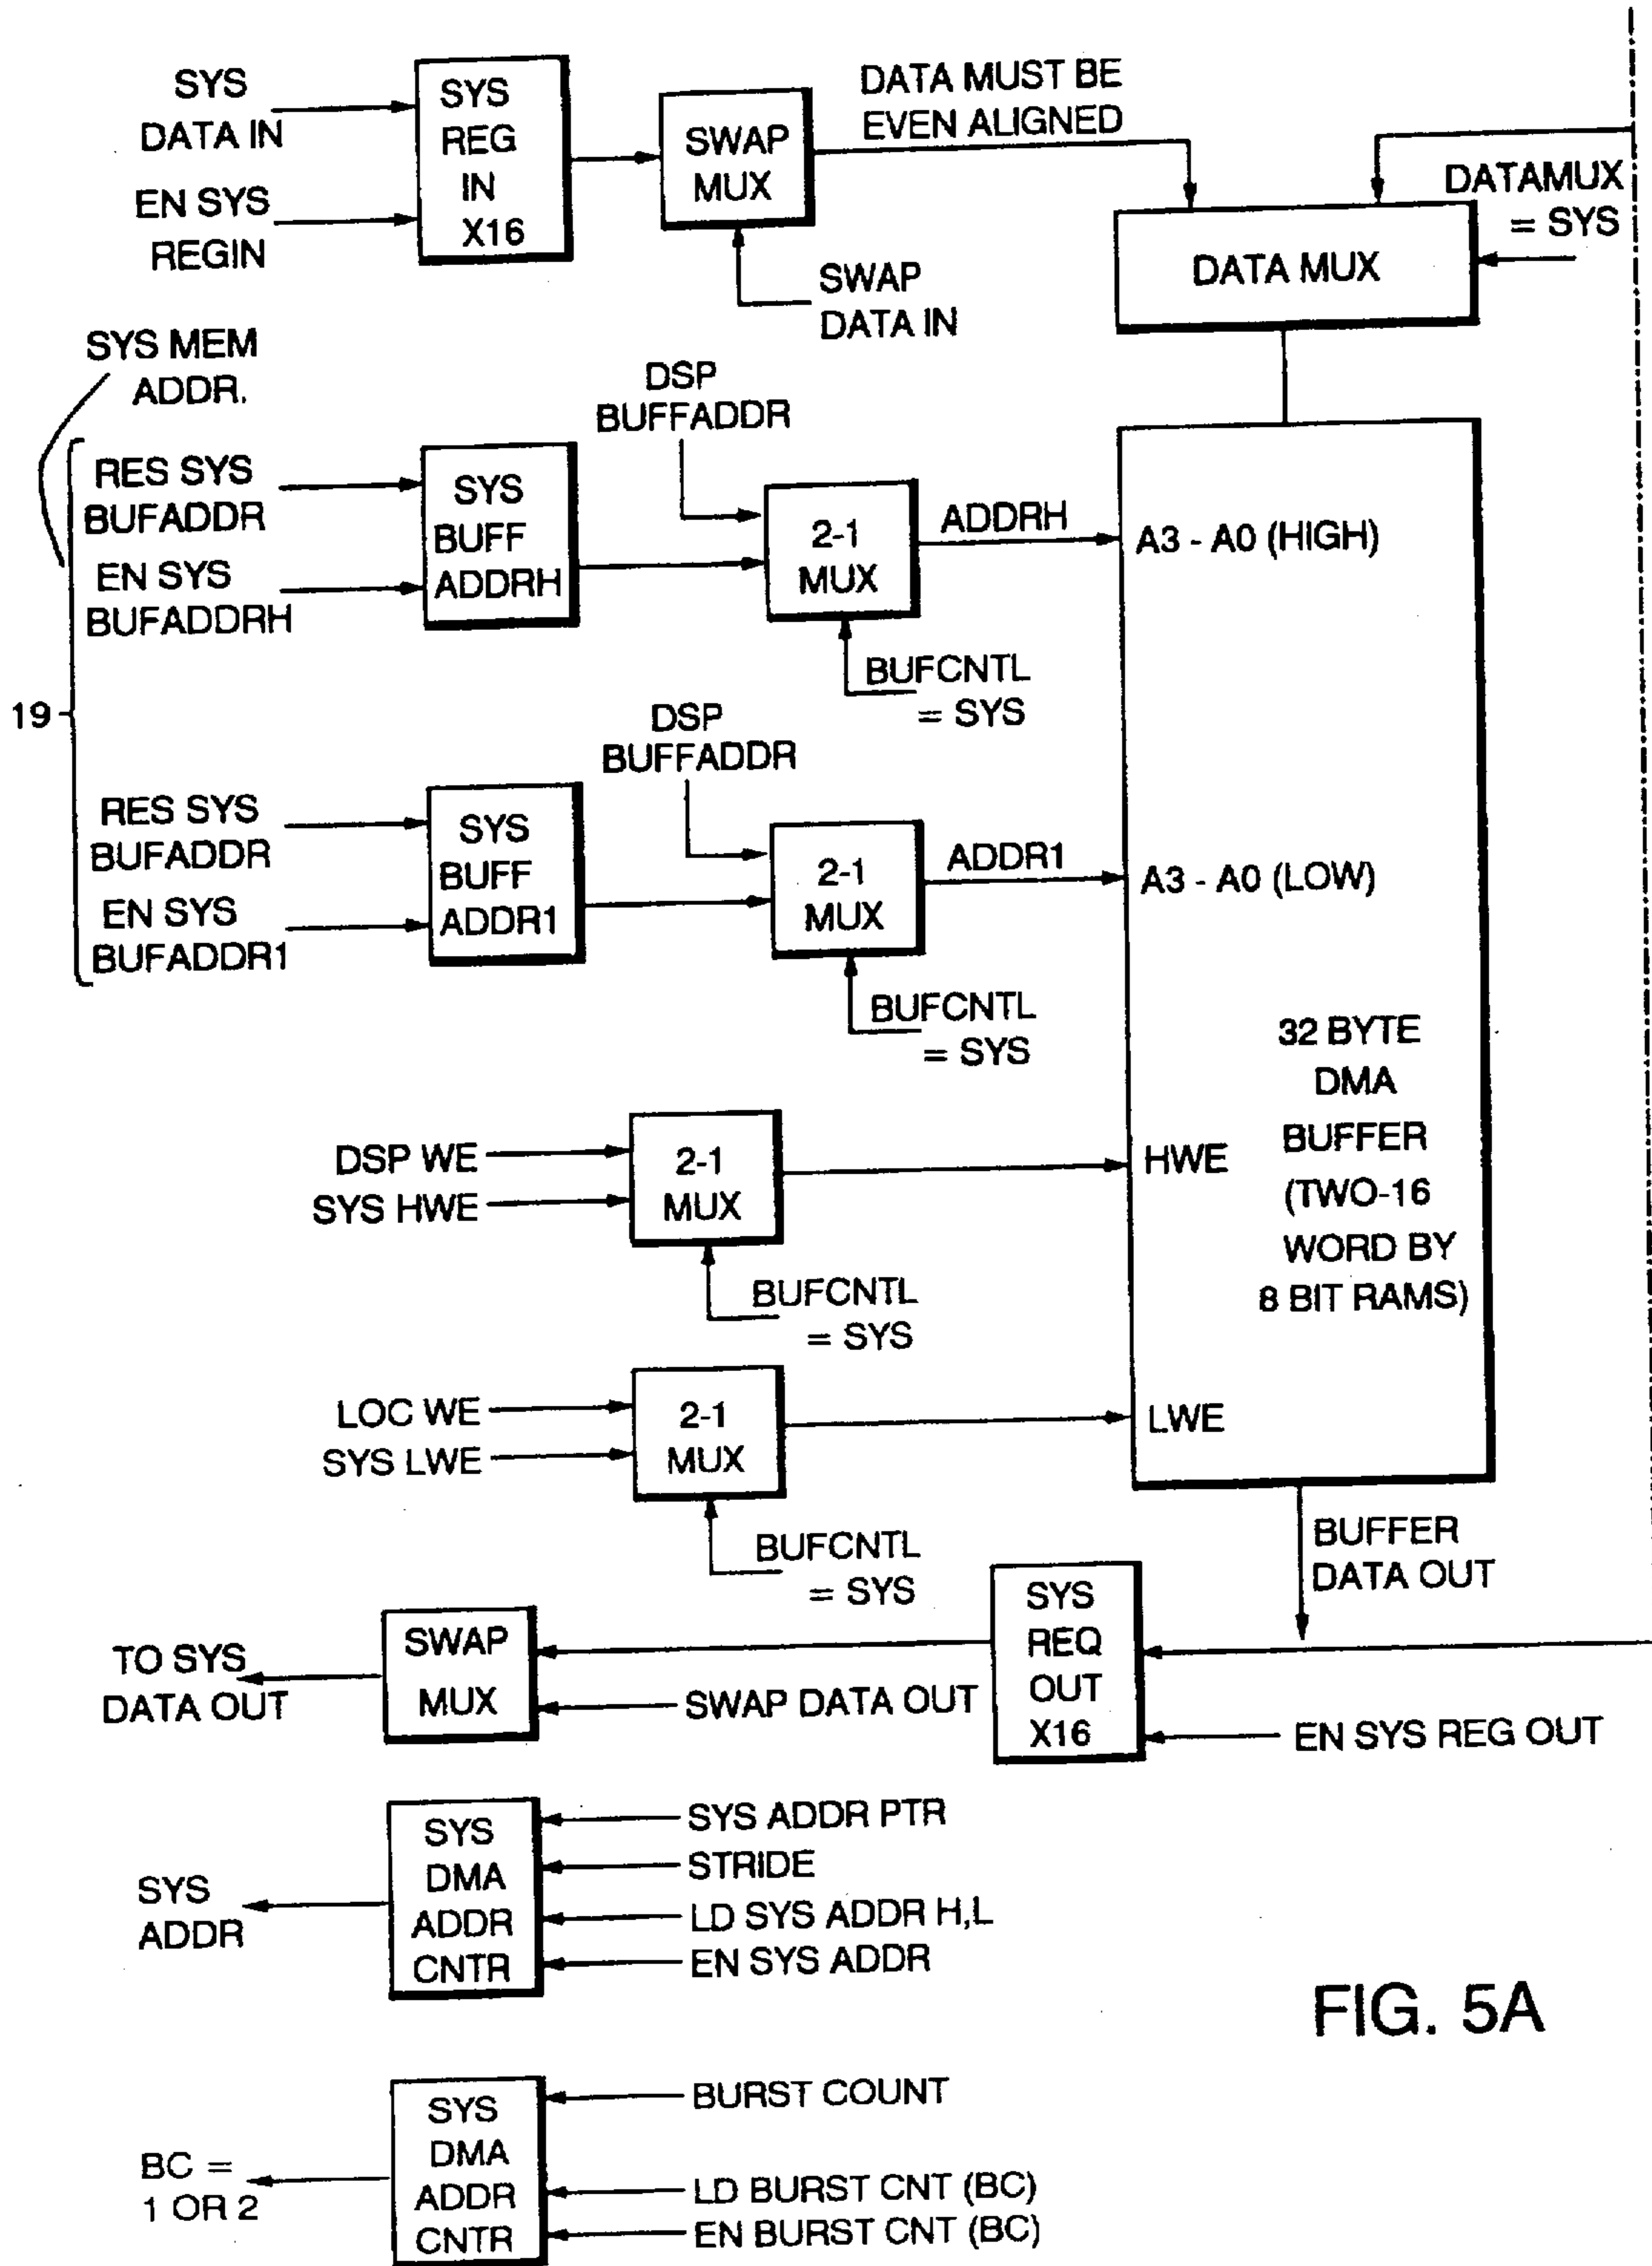 SYS
DATA IN
EN SYS
REGIN
SYS
REG
IN
X16
SWAP
MUX
SWAP
DATA IN
DATA MUST BE
EVEN ALIGNED
DATAMUX
= SYS
DATA MUX
SYS MEM
ADDR.
19
RES SYS
BUFADDR
EN SYS
BUFADDRH
SYS
BUFF
ADDRH
DSP
BUFFADDR
2-1
MUX
BUFCNTL
= SYS
ADDRH
A3 - A0 (HIGH)
RES SYS
BUFADDR
EN SYS
BUFADDR1
SYS
BUFF
ADDR1
DSP
BUFFADDR
2-1
MUX
BUFCNTL
= SYS
ADDR1
A3 - A0 (LOW)
32 BYTE
DMA
BUFFER
(TWO-16
WORD BY
8 BIT RAMS)
DSP WE
SYS HWE
2-1
MUX
BUFCNTL
= SYS
HWE
LOC WE
SYS LWE
2-1
MUX
BUFCNTL
= SYS
LWE
BUFFER
DATA OUT
TO SYS
DATA OUT
SWAP
MUX
SWAP DATA OUT
SYS
REQ
OUT
X16
EN SYS REG OUT
SYS
ADDR
SYS
DMA
ADDR
CNTR
SYS ADDR PTR
STRIDE
LD SYS ADDR H,L
EN SYS ADDR
BC =
1 OR 2
SYS
DMA
ADDR
CNTR
BURST COUNT
LD BURST CNT (BC)
EN BURST CNT (BC)
FIG. 5A